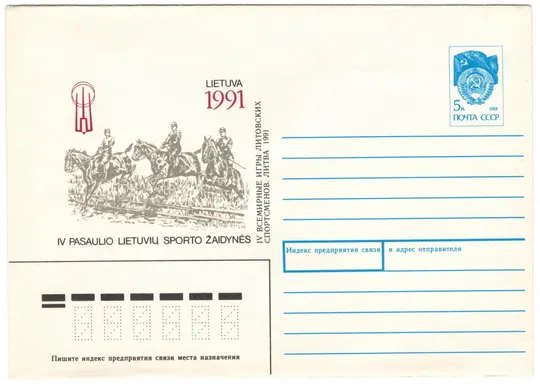 LIETUVA
1991
IV PASAULIO LIETUVIŲ SPORTO ŽAIDYNĖS
IV ВСЕМИРНЫЕ ИГРЫ ЛИТОВСКИХ
СПОРТСМЕНОВ. ЛИТВА 1991
5к
1988
ПОЧТА СССР
Индекс предприятия связи и адрес отправителя
Пишите индекс предприятия связи места назначения